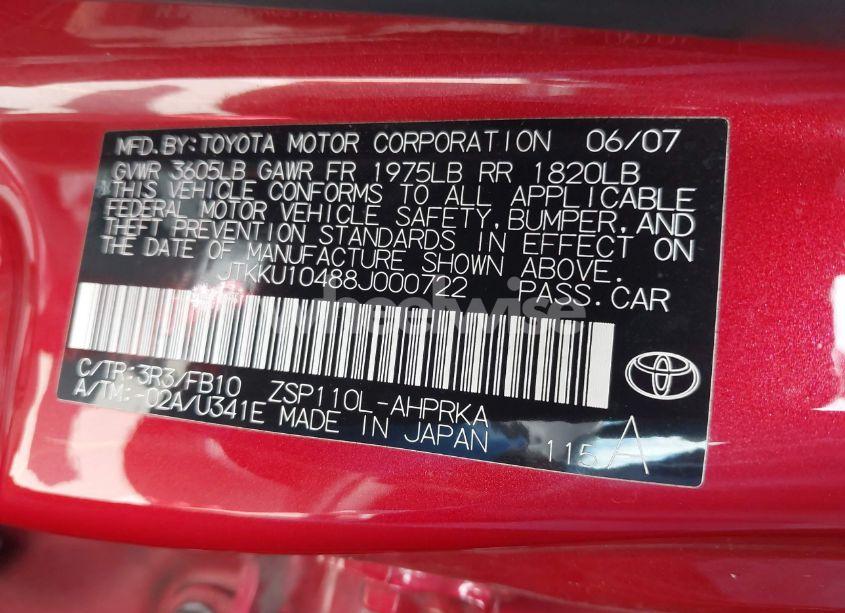 MFD. BY: TOYOTA MOTOR CORPORATION 06/07
GVWR 3605LB GAWR FR 1975LB RR 1820LB
THIS VEHICLE CONFORMS TO ALL APPLICABLE
FEDERAL MOTOR VEHICLE SAFETY, BUMPER, AND
THEFT PREVENTION STANDARDS IN EFFECT ON
THE DATE OF MANUFACTURE SHOWN ABOVE.
JTKKU10488J000722 PASS.CAR
wheelwise
C/TR: 3R3/FB10 ZSP110L-AHPRKA
A/TM: -02A/U341E MADE IN JAPAN
115 A